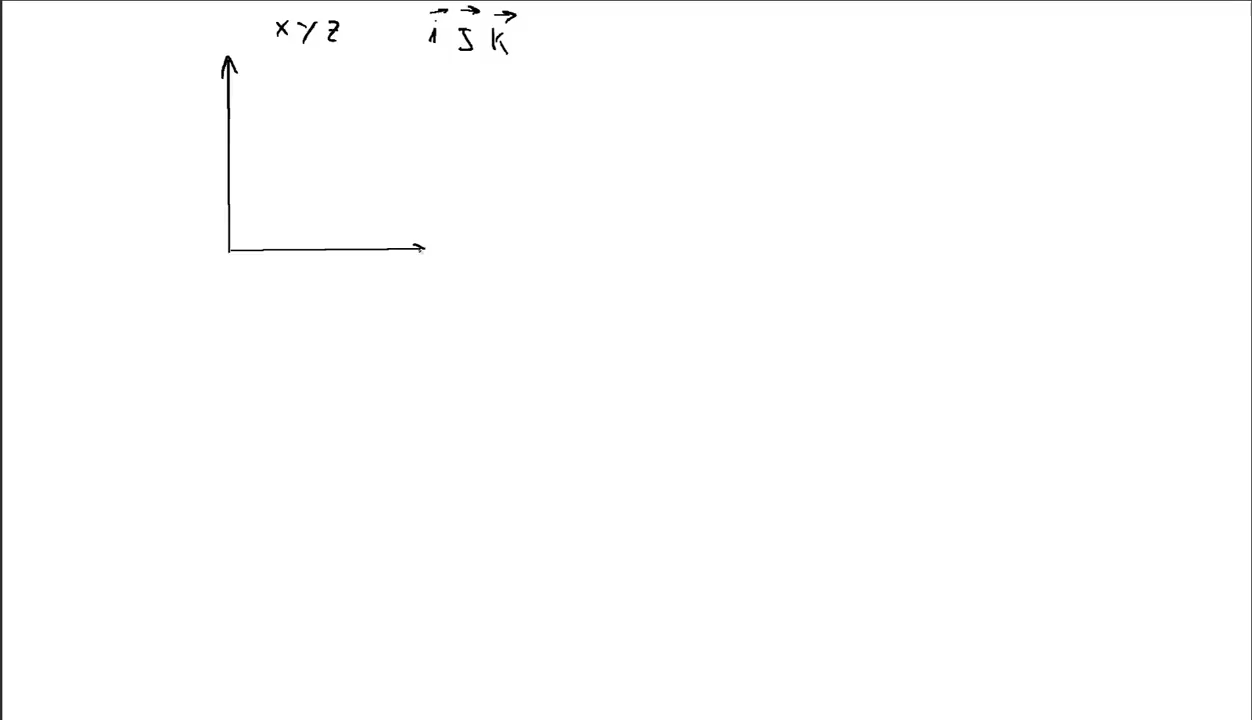 x y z i⃗ j⃗ k⃗